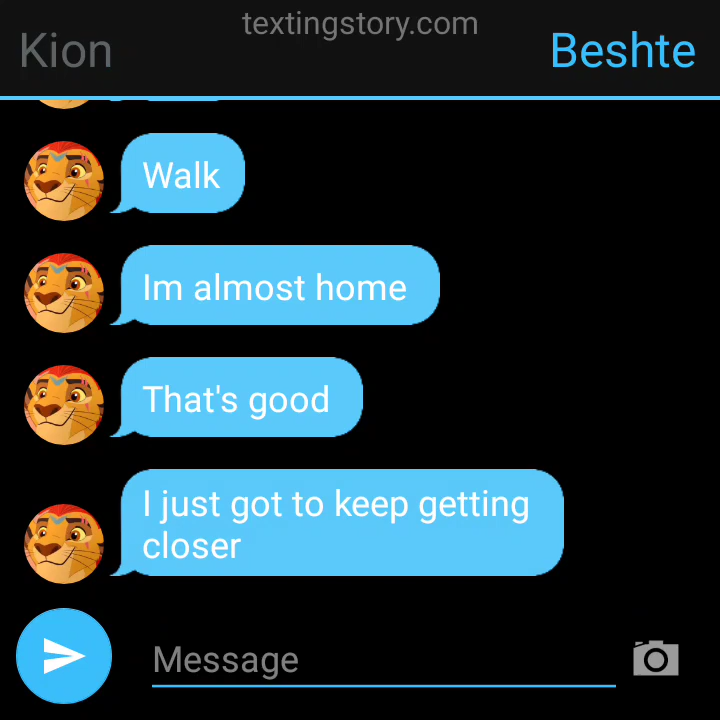 textingstory.com
Kion
Beshte
Walk
Im almost home
That's good
I just got to keep getting
closer
Message